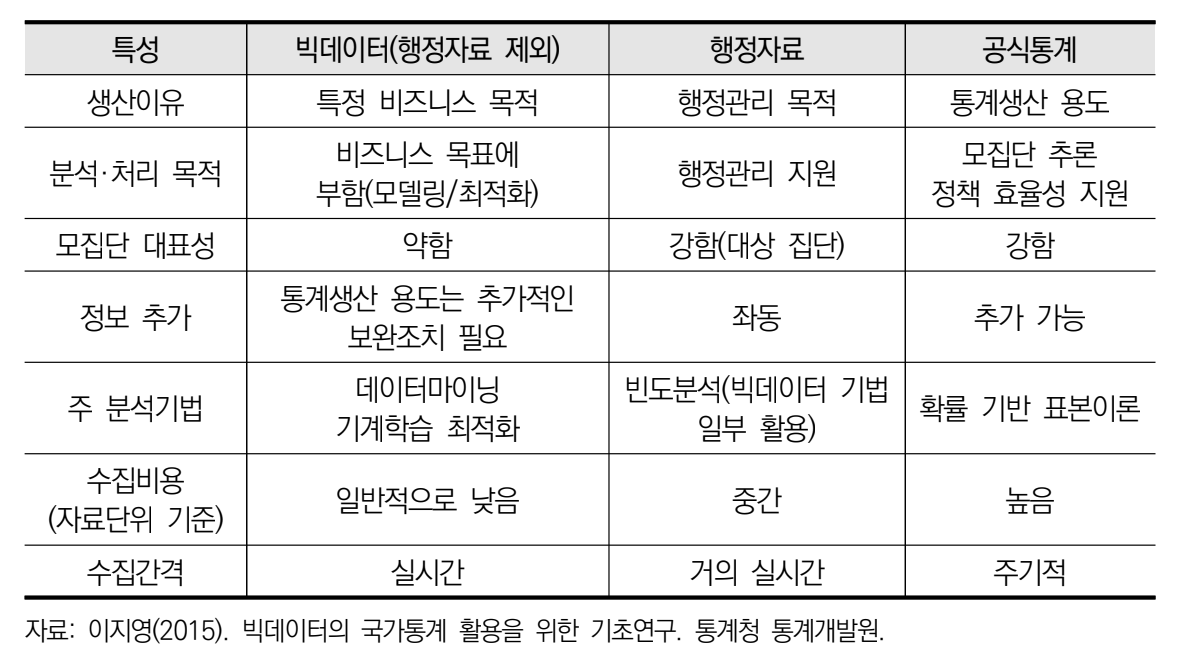 특성 빅데이터(행정자료 제외) 행정자료 공식통계
생산이유 특정 비즈니스 목적 행정관리 목적 통계생산 용도
분석·처리 목적 비즈니스 목표에 부함(모델링/최적화) 행정관리 지원 모집단 추론 정책 효율성 지원
모집단 대표성 약함 강함(대상 집단) 강함
정보 추가 통계생산 용도는 추가적인 보완조치 필요 좌동 추가 가능
주 분석기법 데이터마이닝 기계학습 최적화 빈도분석(빅데이터 기법 일부 활용) 확률 기반 표본이론
수집비용 (자료단위 기준) 일반적으로 낮음 중간 높음
수집간격 실시간 거의 실시간 주기적
자료: 이지영(2015). 빅데이터의 국가통계 활용을 위한 기초연구. 통계청 통계개발원.